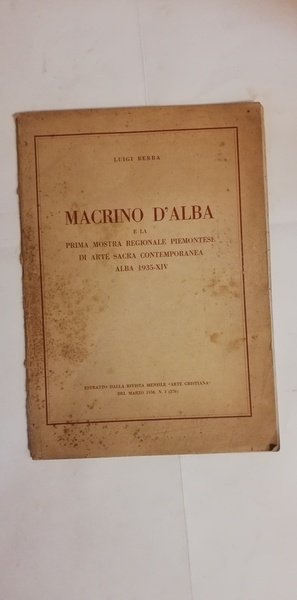 LUIGI BERRA
MACRINO D'ALBA
E LA
PRIMA MOSTRA REGIONALE PIEMONTESE
DI ARTE SACRA CONTEMPORANEA
ALBA 1935-XIV
ESTRATTO DALLA RIVISTA MENSILE "ARTE CRISTIANA"
DEL MARZO 1936, N. 3 (276)